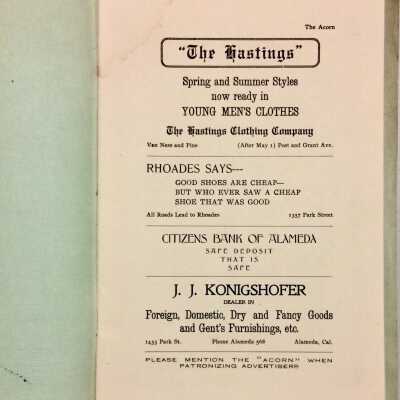 The Acorn
"The Hastings"
Spring and Summer Styles
now ready in
YOUNG MEN'S CLOTHES
The Hastings Clothing Company
Van Ness and Pine (After May 1) Post and Grant Ave.
RHOADES SAYS—
GOOD SHOES ARE CHEAP—
BUT WHO EVER SAW A CHEAP
SHOE THAT WAS GOOD
All Roads Lead to Rhoades 1357 Park Street
CITIZENS BANK OF ALAMEDA
SAFE DEPOSIT
THAT IS
SAFE
J. J. KONIGSHOFER
DEALER IN
Foreign, Domestic, Dry and Fancy Goods
and Gent's Furnishings, etc.
1433 Park St. Phone Alameda 568 Alameda, Cal.
PLEASE MENTION THE "ACORN" WHEN
PATRONIZING ADVERTISERS